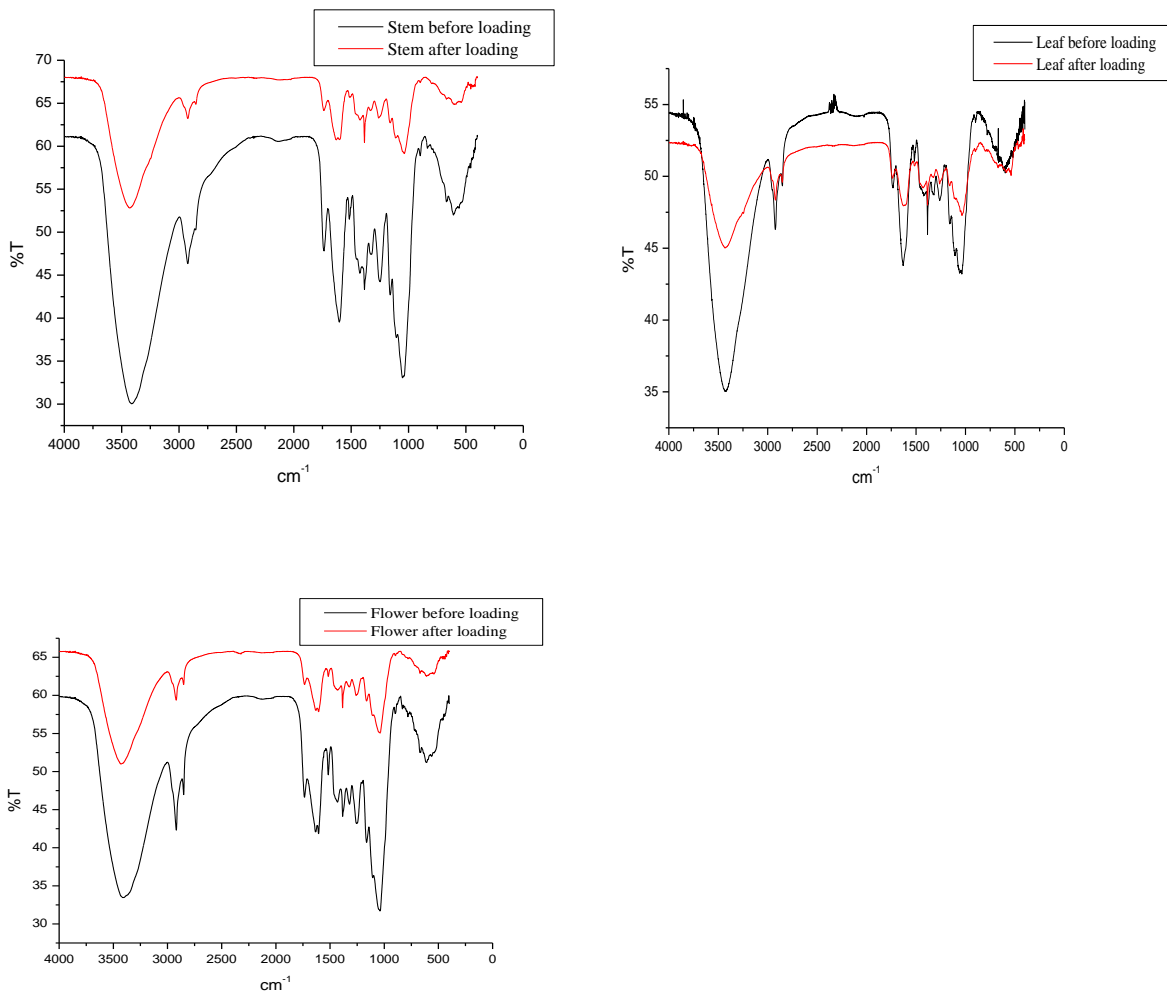 Stem before loading
Stem after loading
70
65
60
55
50
45
40
35
30
%T
4000 3500 3000 2500 2000 1500 1000 500 0
cm-1
Leaf before loading
Leaf after loading
55
50
45
40
35
%T
4000 3500 3000 2500 2000 1500 1000 500 0
cm-1
Flower before loading
Flower after loading
65
60
55
50
45
40
35
30
%T
4000 3500 3000 2500 2000 1500 1000 500 0
cm-1